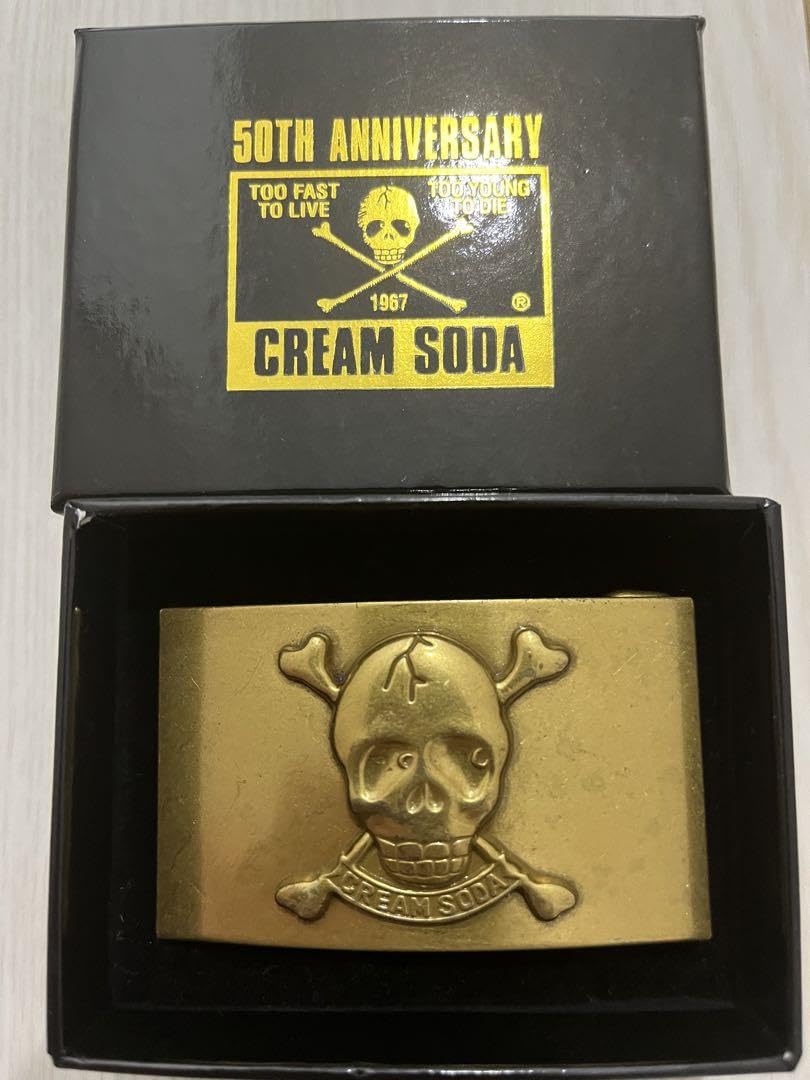 50TH ANNIVERSARY
TOO FAST
TO LIVE
TOO YOUNG
TO DIE
1967
®
CREAM SODA
CREAM SODA